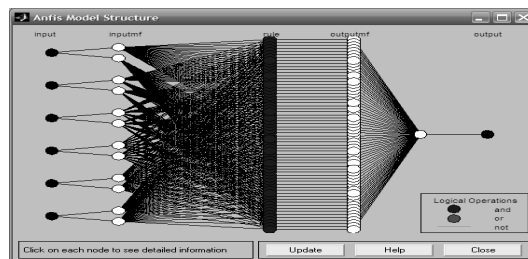 Anfis Model Structure
input inputmf rule outputmf output
Logical Operations
and
or
not
Click on each node to see detailed information
Update Help Close